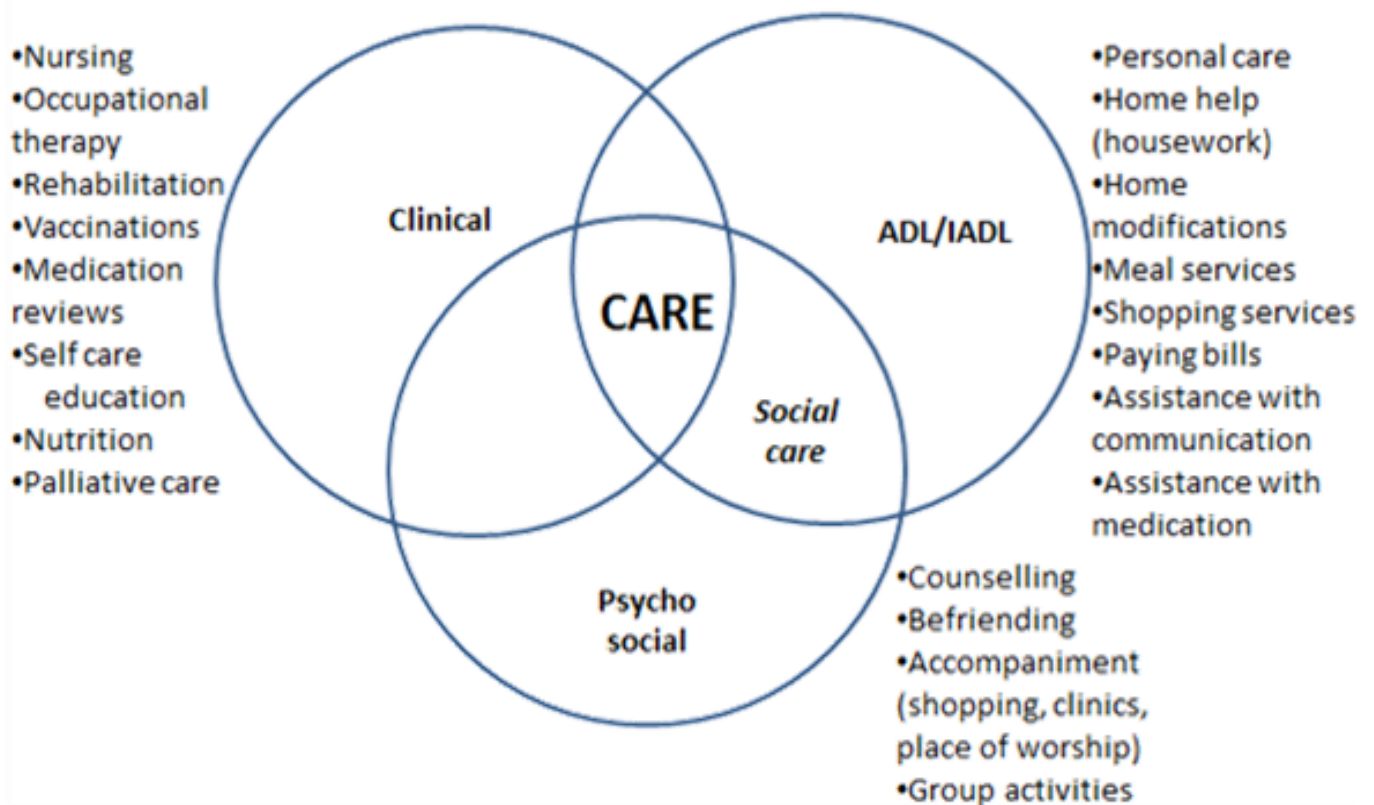 •Nursing
•Occupational
therapy
•Rehabilitation
•Vaccinations
•Medication
reviews
•Self care
education
•Nutrition
•Palliative care
Clinical
ADL/IADL
CARE
Social
care
Psycho
social
•Personal care
•Home help
(housework)
•Home
modifications
•Meal services
•Shopping services
•Paying bills
•Assistance with
communication
•Assistance with
medication
•Counselling
•Befriending
•Accompaniment
(shopping, clinics,
place of worship)
•Group activities